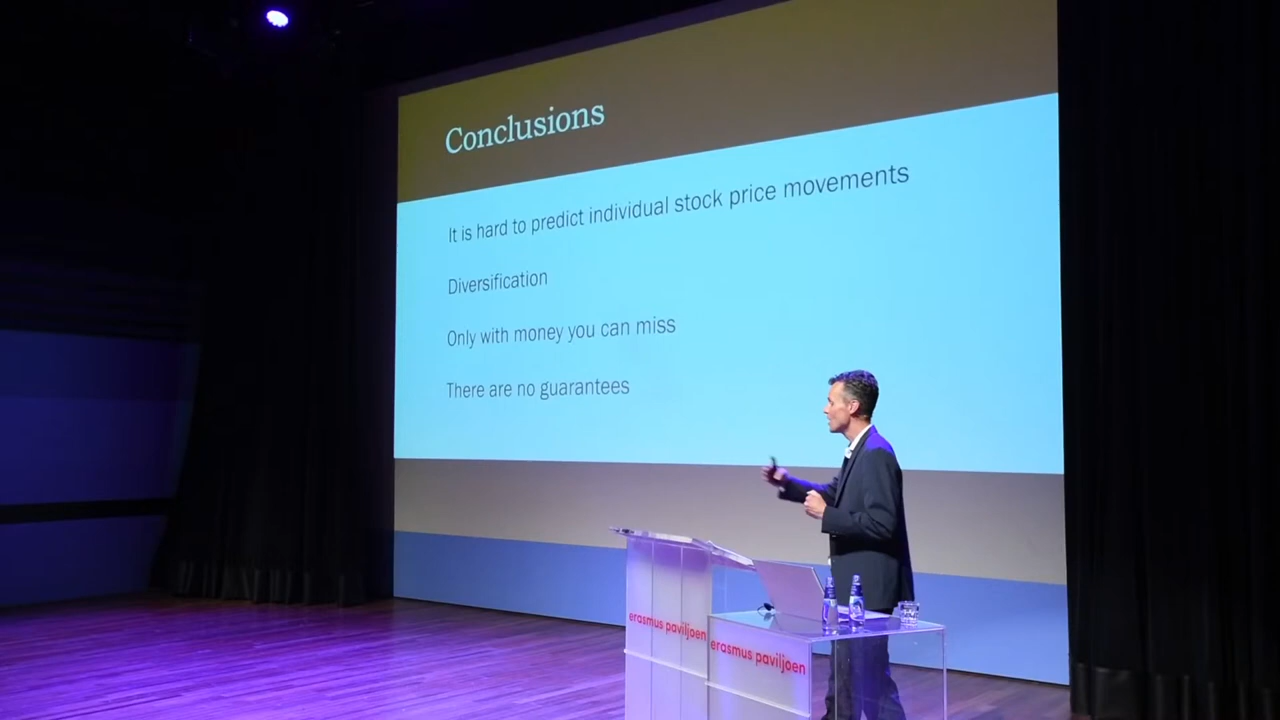 Conclusions
It is hard to predict individual stock price movements
Diversification
Only with money you can miss
There are no guarantees
erasmus paviljoen
erasmus paviljoen